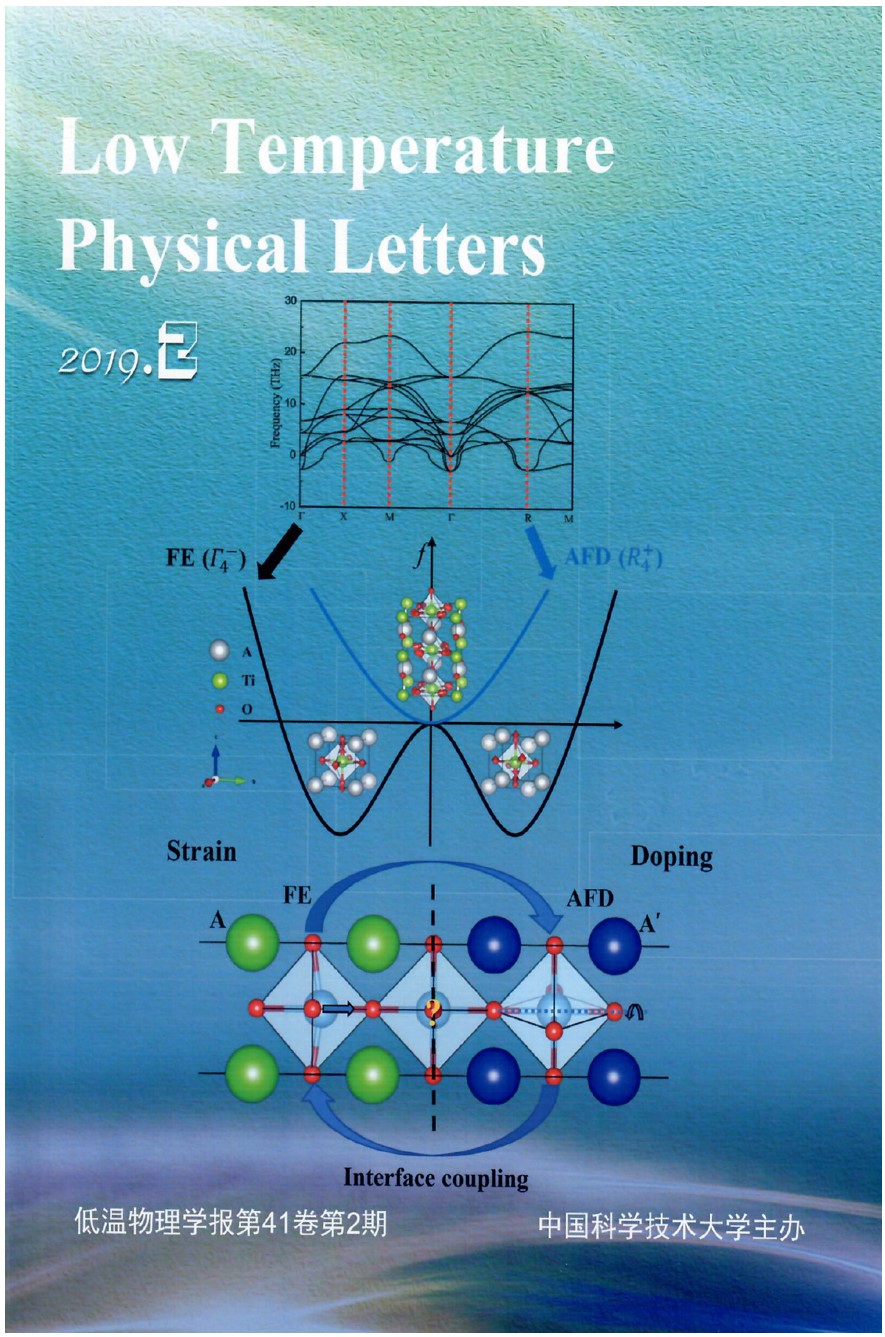 Low Temperature
Physical Letters
2019.2
30
20
10
0
-10
Frequency (THz)
Γ X M Γ R M
FE (Γ₄⁻)
f
AFD (R₄⁺)
A
Ti
O
Strain
Doping
FE
AFD
A
A′
?
Interface coupling
低温物理学报第41卷第2期
中国科学技术大学主办